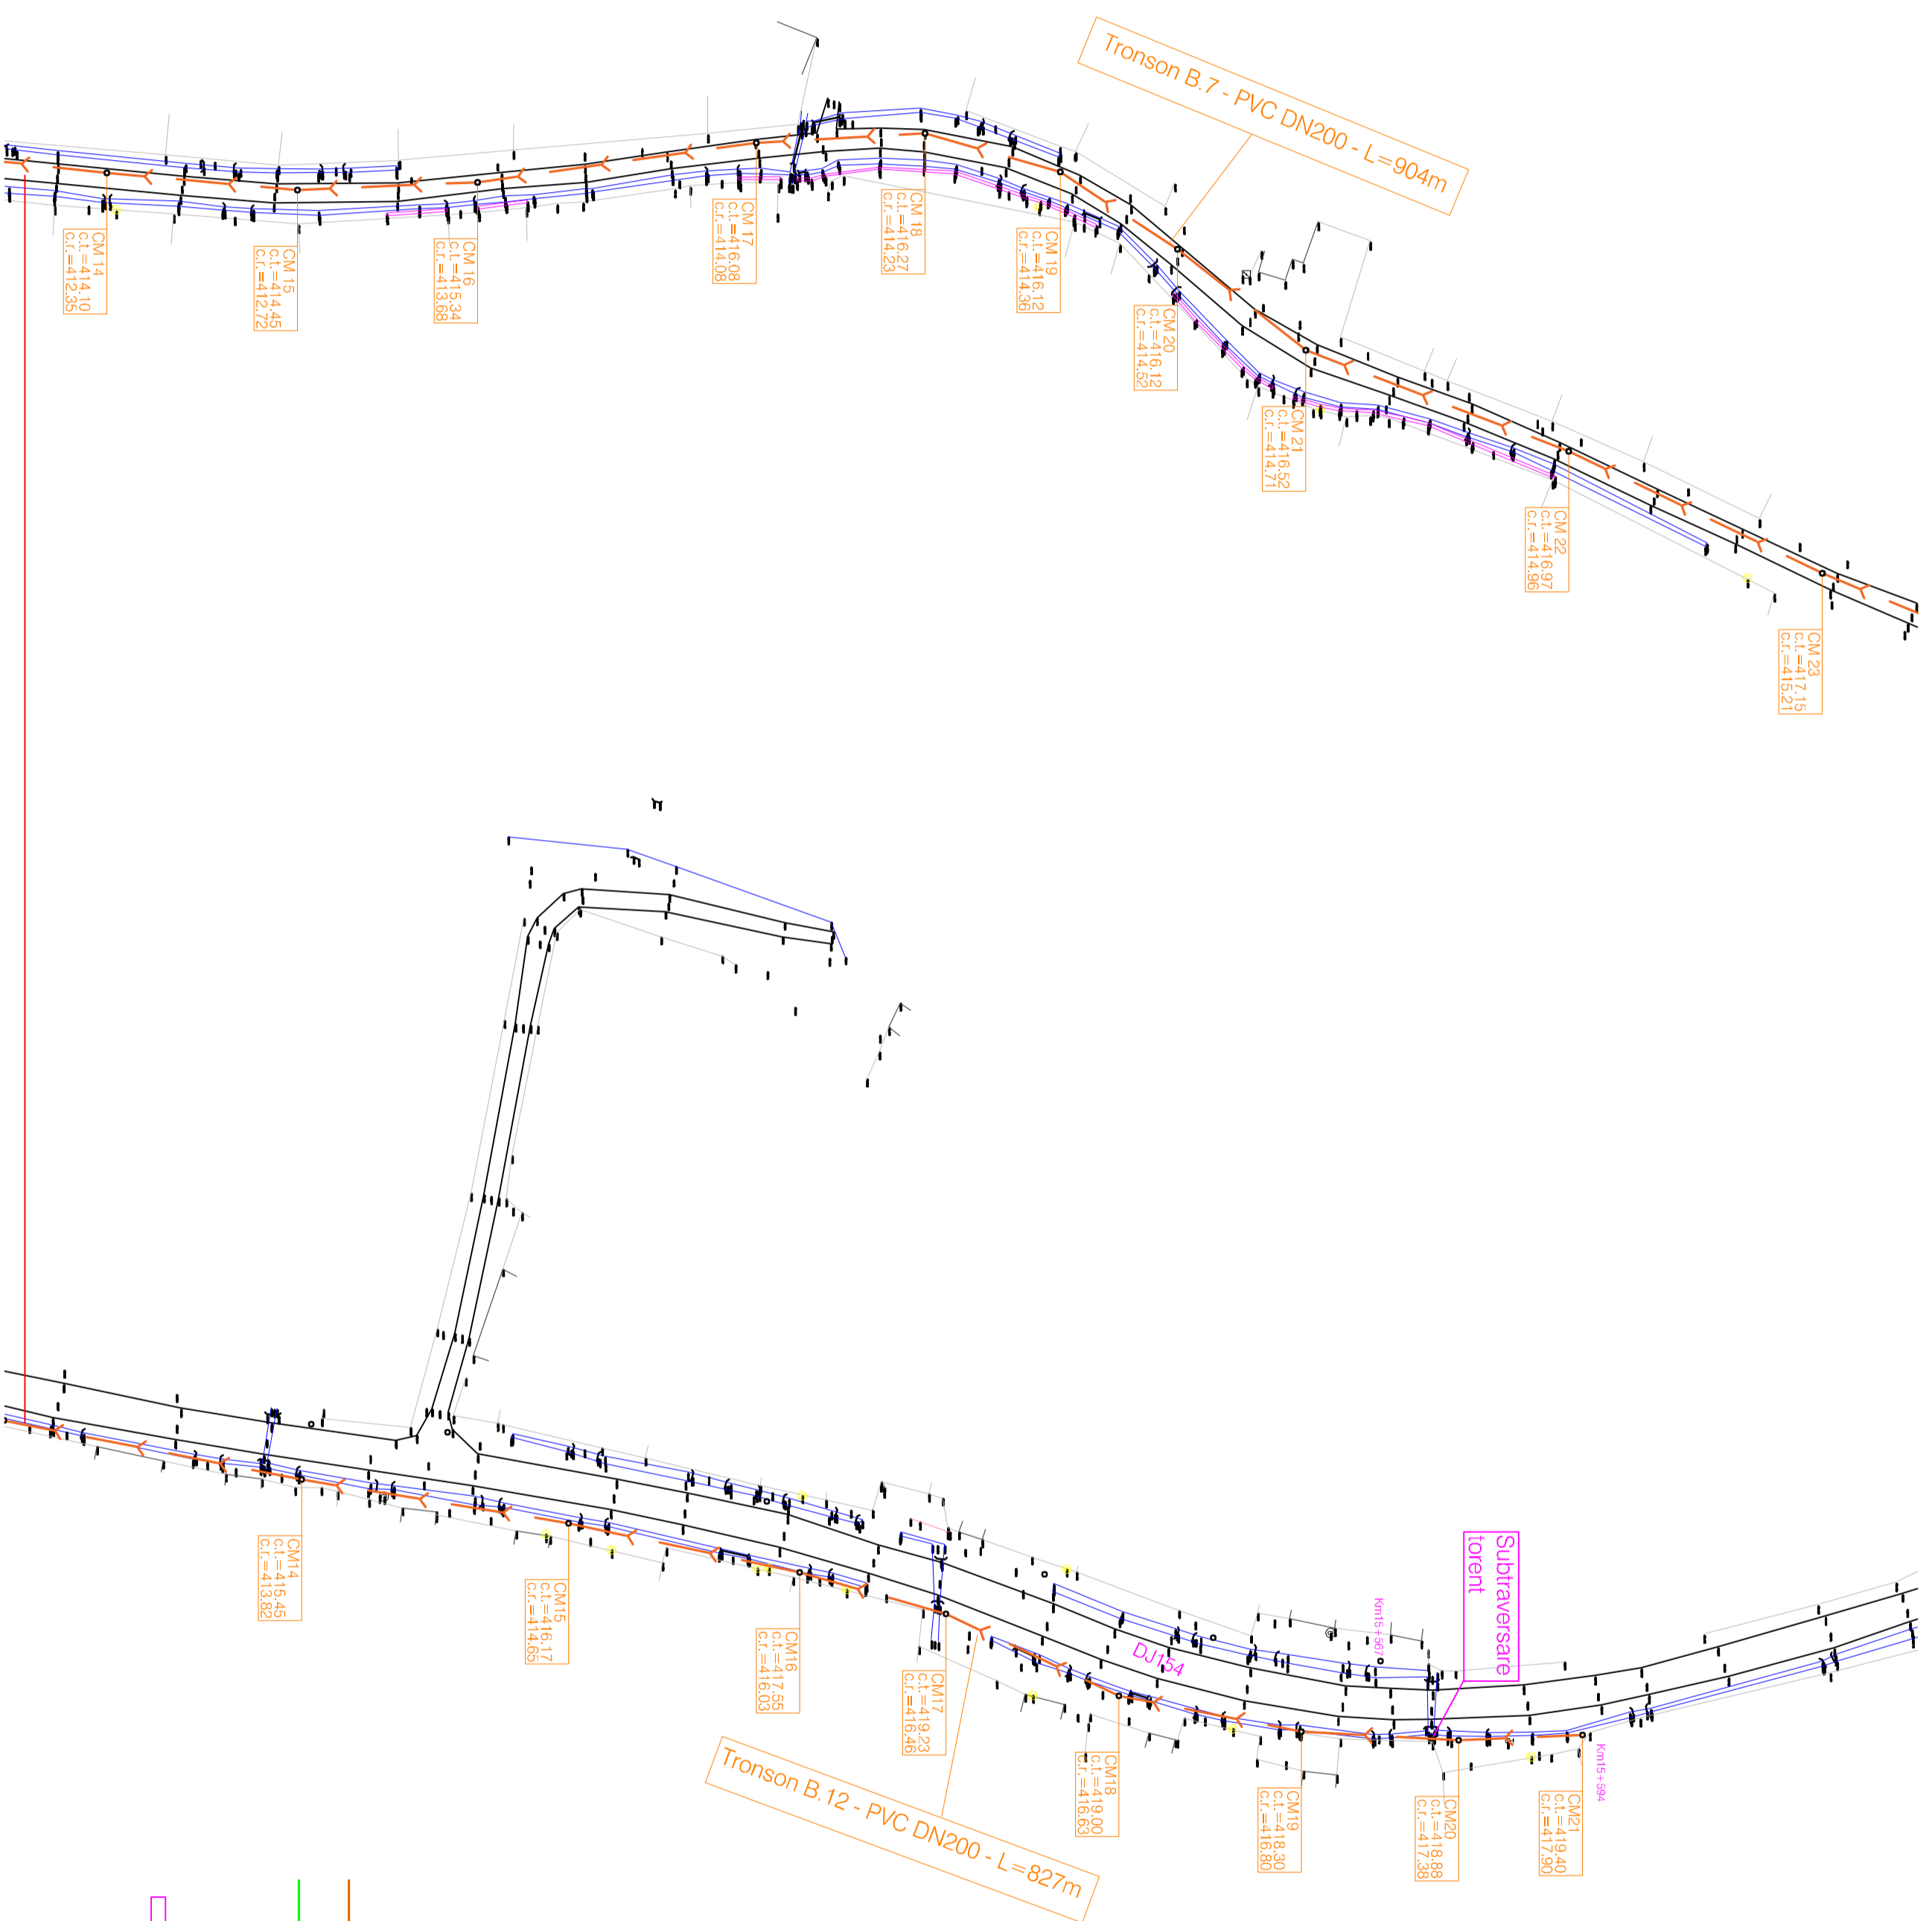 Tronson B.7 - PVC DN200 - L=904m
CM 14
c.t.=414.10
c.r.=412.35
CM 15
c.t.=414.45
c.r.=412.72
CM 16
c.t.=415.34
c.r.=413.68
CM 17
c.t.=416.08
c.r.=414.08
CM 18
c.t.=416.27
c.r.=414.23
CM 19
c.t.=416.12
c.r.=414.36
CM 20
c.t.=416.12
c.r.=414.52
CM 21
c.t.=416.52
c.r.=414.71
CM 22
c.t.=416.97
c.r.=414.96
CM 23
c.t.=417.15
c.r.=415.21
CM14
c.t.=415.45
c.r.=413.82
CM15
c.t.=416.17
c.r.=414.65
CM16
c.t.=417.55
c.r.=416.03
CM17
c.t.=419.23
c.r.=416.46
CM18
c.t.=419.00
c.r.=416.63
CM19
c.t.=418.30
c.r.=416.80
CM20
c.t.=418.88
c.r.=417.38
CM21
c.t.=419.40
c.r.=417.90
DJ154
Km15+567
Subtraversare
torent
Km15+594
Tronson B.12 - PVC DN200 - L=827m